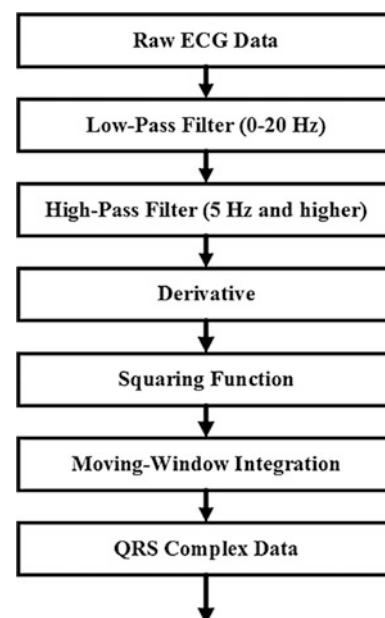 Raw ECG Data
Low-Pass Filter (0-20 Hz)
High-Pass Filter (5 Hz and higher)
Derivative
Squaring Function
Moving-Window Integration
QRS Complex Data